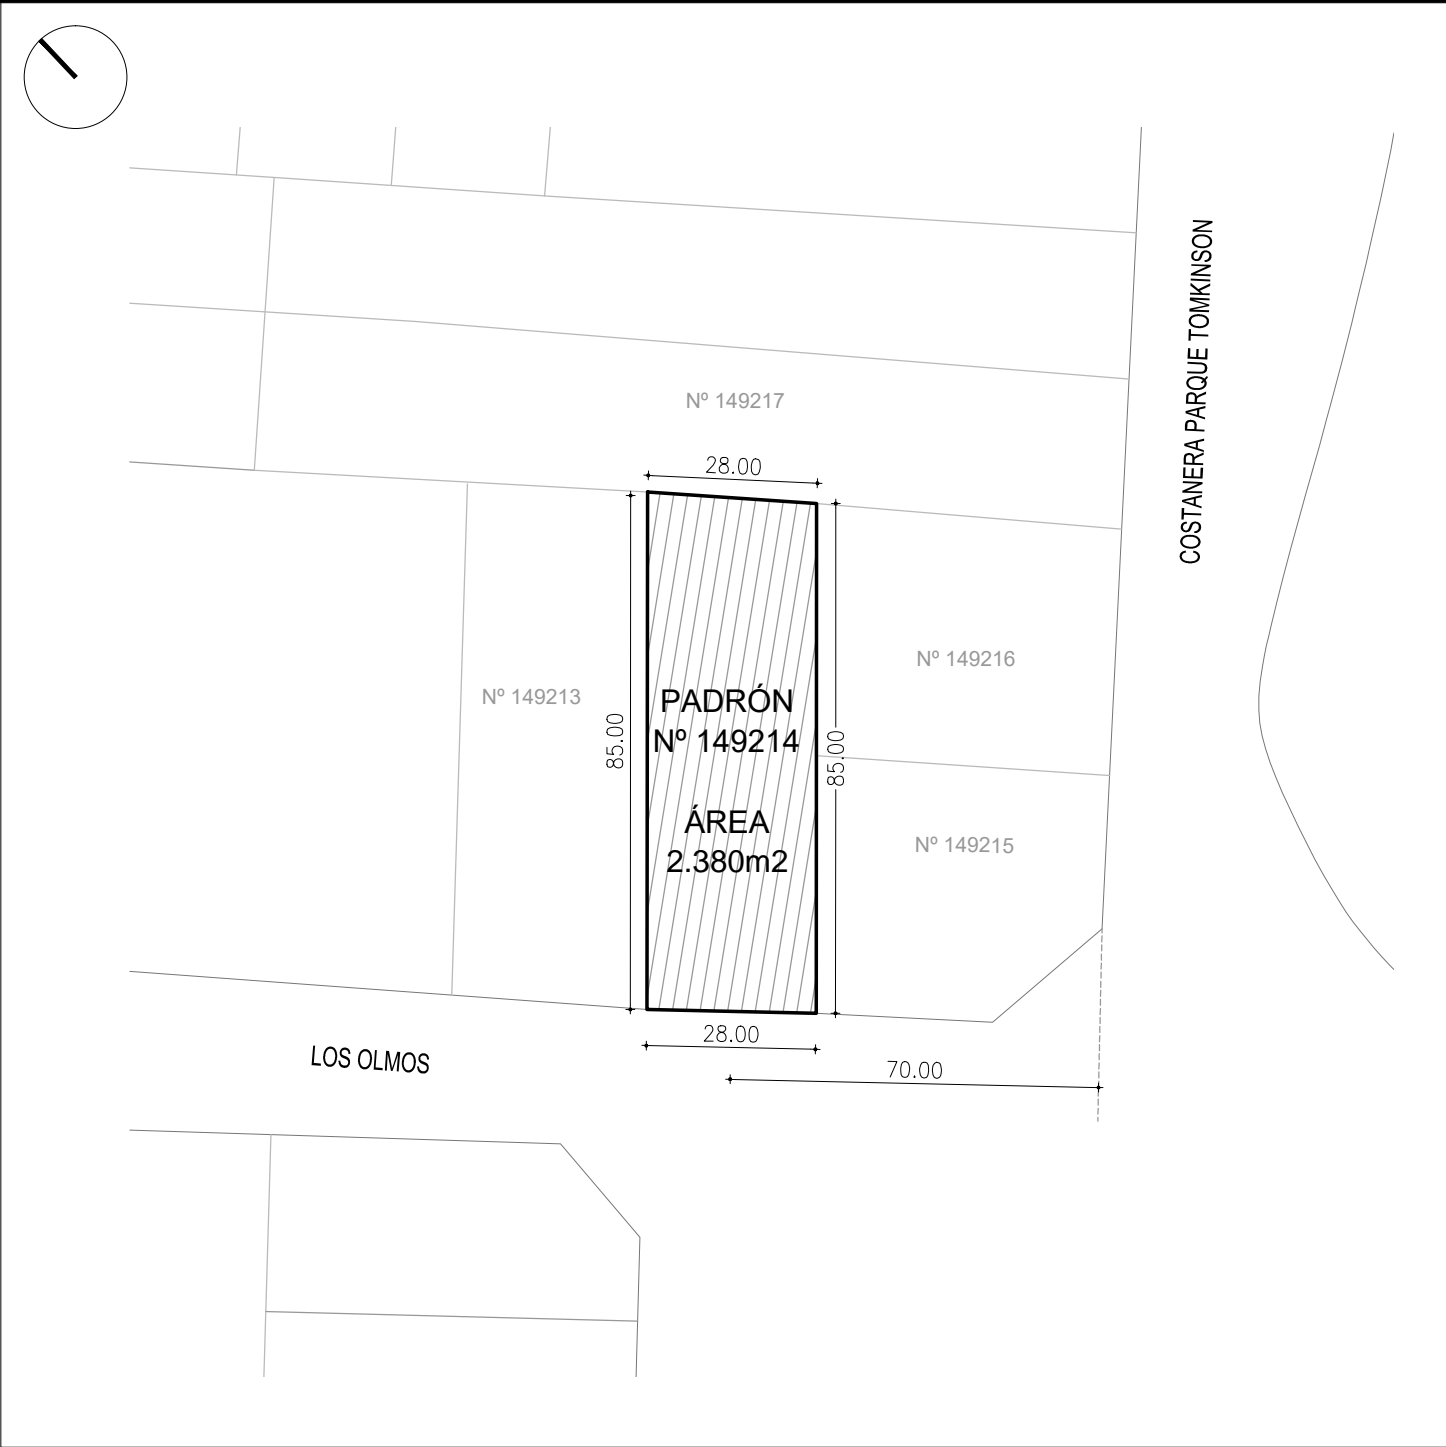 COSTANERA PARQUE TOMKINSON
Nº 149217
28.00
Nº 149216
Nº 149213
PADRÓN
Nº 149214
85.00
85.00
ÁREA
2.380m2
Nº 149215
28.00
LOS OLMOS
70.00